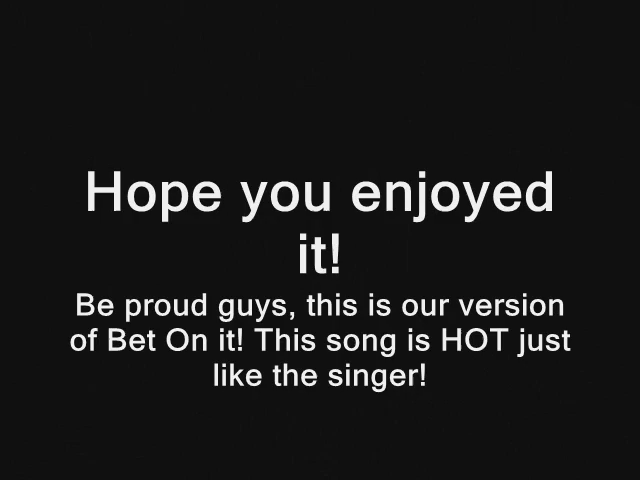 Hope you enjoyed
it!
Be proud guys, this is our version
of Bet On it! This song is HOT just
like the singer!